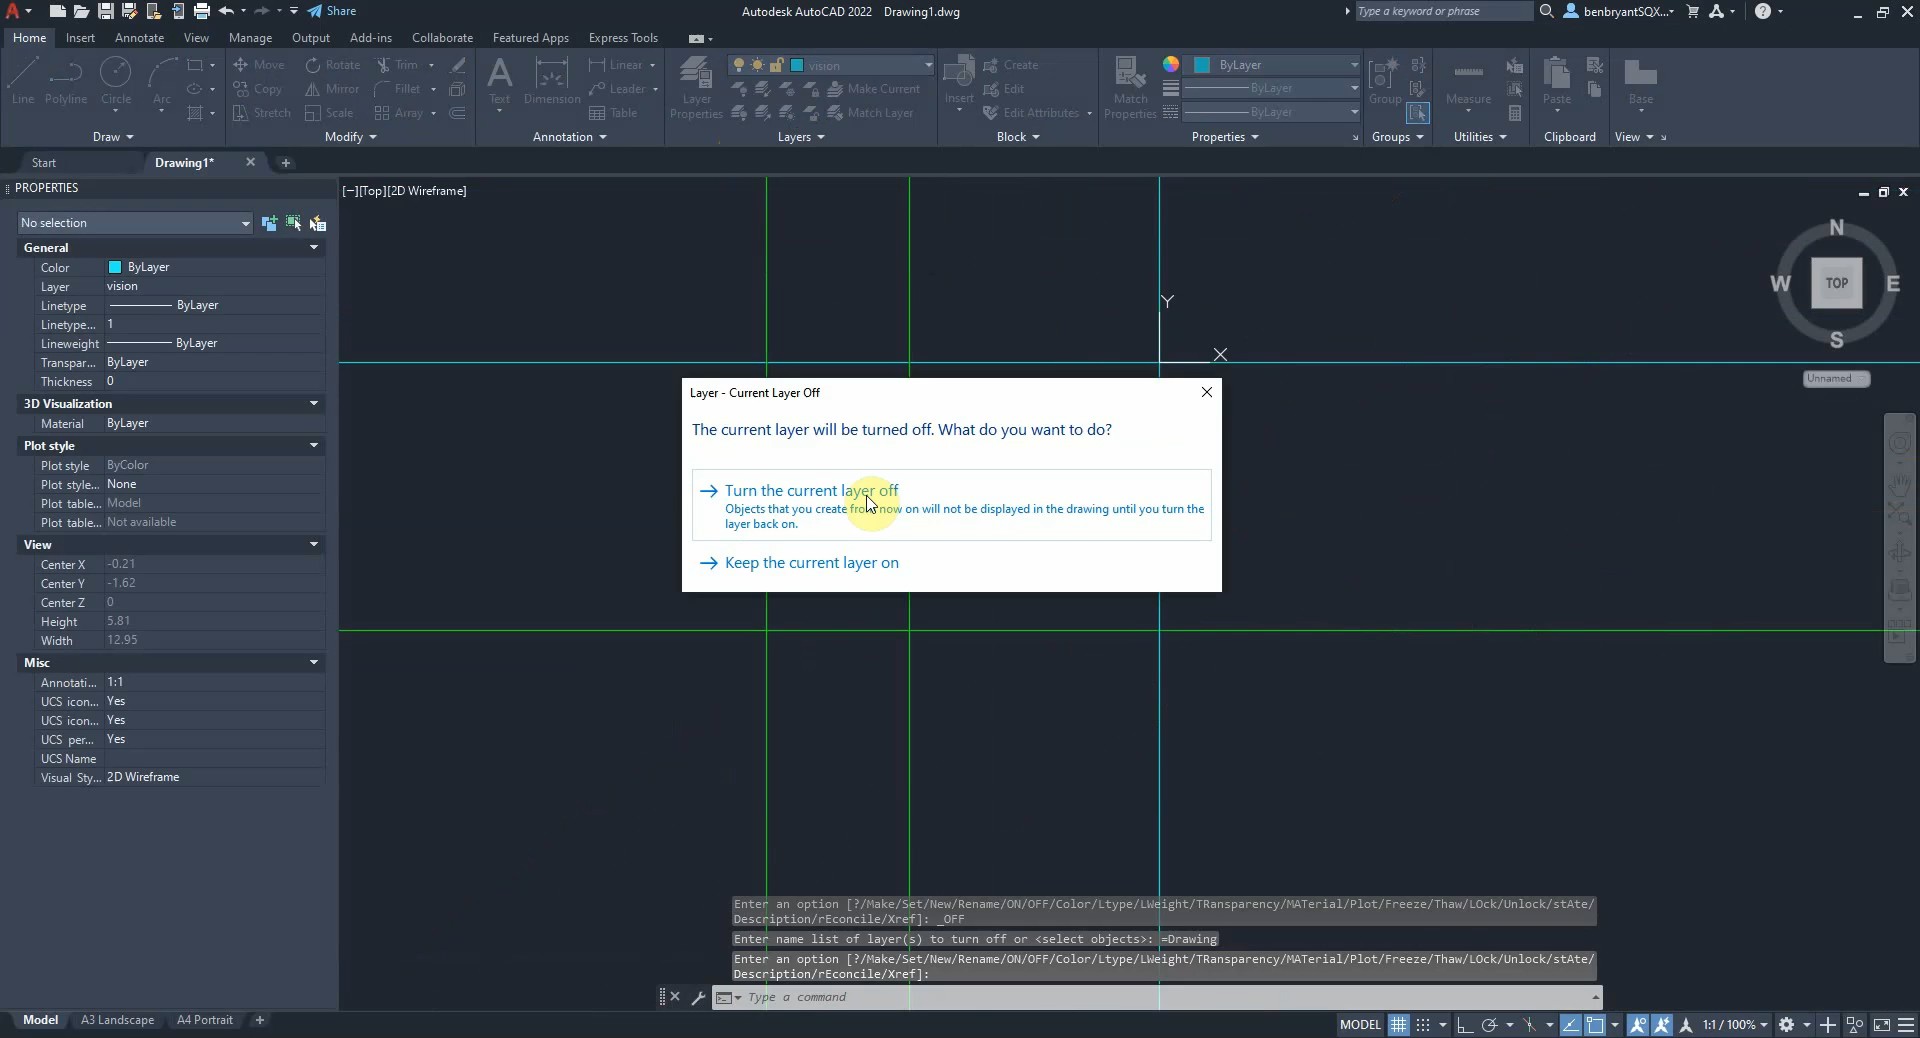 Share
Autodesk AutoCAD 2022 Drawing1.dwg
Type a keyword or phrase
benbryantSQX...
Home Insert Annotate View Manage Output Add-ins Collaborate Featured Apps Express Tools
Line Polyline Circle Arc
Move Rotate Trim
Copy Mirror Fillet
Stretch Scale Array
Text Dimension
Linear
Leader
Table
Layer
Properties
vision
Make Current
Match Layer
Insert
Create
Edit
Edit Attributes
Match
Properties
ByLayer
ByLayer
ByLayer
Group
Measure
Paste
Base
Draw Modify Annotation Layers Block Properties Groups Utilities Clipboard View
Start Drawing1*
PROPERTIES
No selection
General
Color ByLayer
Layer vision
Linetype ByLayer
Linetype... 1
Lineweight ByLayer
Transpar... ByLayer
Thickness 0
3D Visualization
Material ByLayer
Plot style
Plot style ByColor
Plot style... None
Plot table... Model
Plot table... Not available
View
Center X -0.21
Center Y -1.62
Center Z 0
Height 5.81
Width 12.95
Misc
Annotati... 1:1
UCS icon... Yes
UCS icon... Yes
UCS per... Yes
UCS Name
Visual Sty... 2D Wireframe
[−][Top][2D Wireframe]
Y
X
N
W TOP E
S
Unnamed
Layer - Current Layer Off
The current layer will be turned off. What do you want to do?
Turn the current layer off
Objects that you create from now on will not be displayed in the drawing until you turn the
layer back on.
Keep the current layer on
Enter an option [?/Make/Set/New/Rename/ON/OFF/Color/Ltype/LWeight/TRansparency/MATerial/Plot/Freeze/Thaw/LOck/Unlock/stAte/
Description/rEconcile/Xref]: _OFF
Enter name list of layer(s) to turn off or <select objects>: =Drawing
Enter an option [?/Make/Set/New/Rename/ON/OFF/Color/Ltype/LWeight/TRansparency/MATerial/Plot/Freeze/Thaw/LOck/Unlock/stAte/
Description/rEconcile/Xref]:
Type a command
Model A3 Landscape A4 Portrait
MODEL 1:1 / 100%